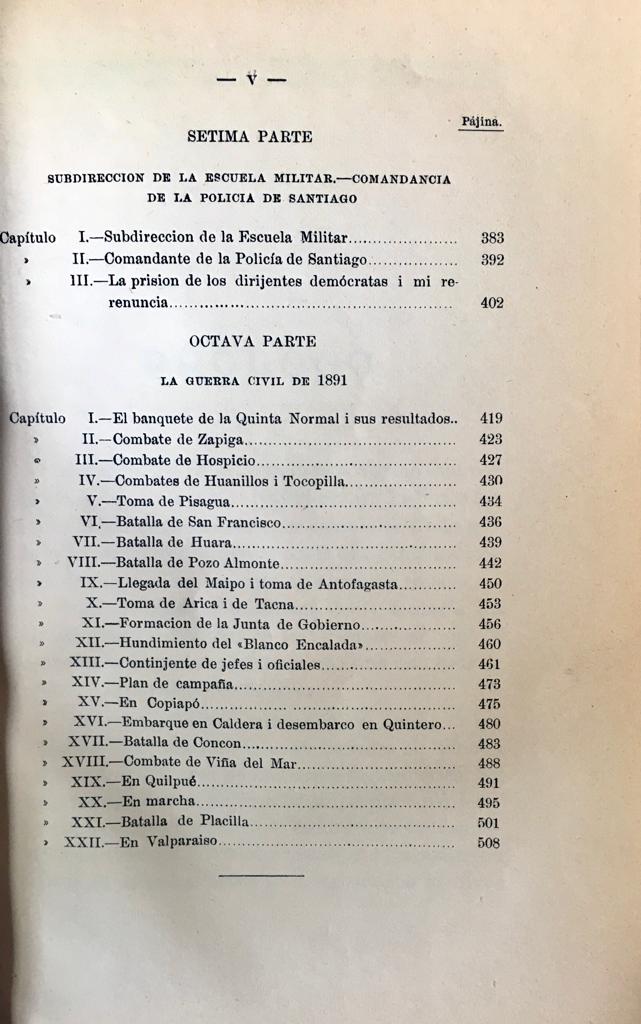 — V —
Pájina.
SETIMA PARTE
SUBDIRECCION DE LA ESCUELA MILITAR.—COMANDANCIA
DE LA POLICIA DE SANTIAGO
Capítulo I.—Subdireccion de la Escuela Militar..................... 383
» II.—Comandante de la Policía de Santiago.................. 392
» III.—La prision de los dirijentes demócratas i mi re-
renuncia...................................................... 402
OCTAVA PARTE
LA GUERRA CIVIL DE 1891
Capítulo I.—El banquete de la Quinta Normal i sus resultados.. 419
» II.—Combate de Zapiga.......................................... 423
» III.—Combate de Hospicio........................................ 427
» IV.—Combates de Huanillos i Tocopilla...................... 430
» V.—Toma de Pisagua............................................. 434
» VI.—Batalla de San Francisco................................... 436
» VII.—Batalla de Huara............................................. 439
» VIII.—Batalla de Pozo Almonte................................... 442
» IX.—Llegada del Maipo i toma de Antofagasta........... 450
» X.—Toma de Arica i de Tacna................................ 453
» XI.—Formacion de la Junta de Gobierno................... 456
» XII.—Hundimiento del «Blanco Encalada».................. 460
» XIII.—Continjente de jefes i oficiales........................... 461
» XIV.—Plan de campaña............................................ 473
» XV.—En Copiapó................................................... 475
» XVI.—Embarque en Caldera i desembarco en Quintero... 480
» XVII.—Batalla de Concon........................................... 483
» XVIII.—Combate de Viña del Mar................................ 488
» XIX.—En Quilpué................................................... 491
» XX.—En marcha.................................................... 495
» XXI.—Batalla de Placilla.......................................... 501
» XXII.—En Valparaiso................................................ 508